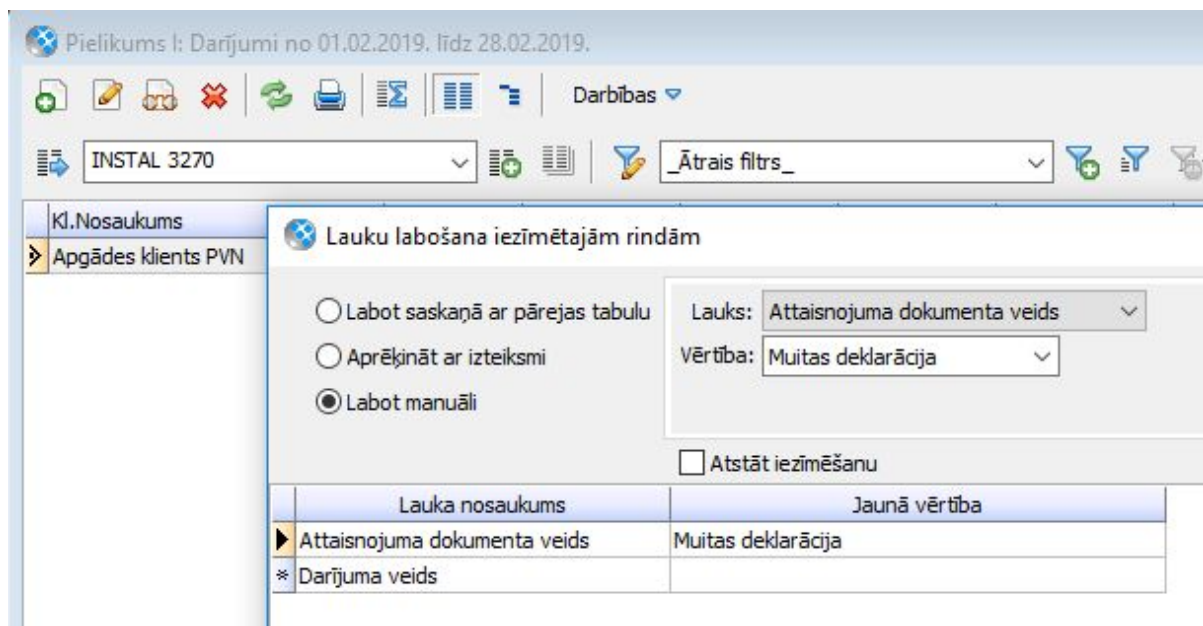 Pielikums I: Darījumi no 01.02.2019. līdz 28.02.2019.
Darbības
INSTAL 3270
_Ātrais filtrs_
Kl.Nosaukums
Apgādes klients PVN
Lauku labošana iezīmētajām rindām
Labot saskaņā ar pārejas tabulu
Lauks: Attaisnojuma dokumenta veids
Aprēķināt ar izteiksmi
Vērtība: Muitas deklarācija
Labot manuāli
Atstāt iezīmēšanu
Lauka nosaukums Jaunā vērtība
Attaisnojuma dokumenta veids Muitas deklarācija
Darījuma veids